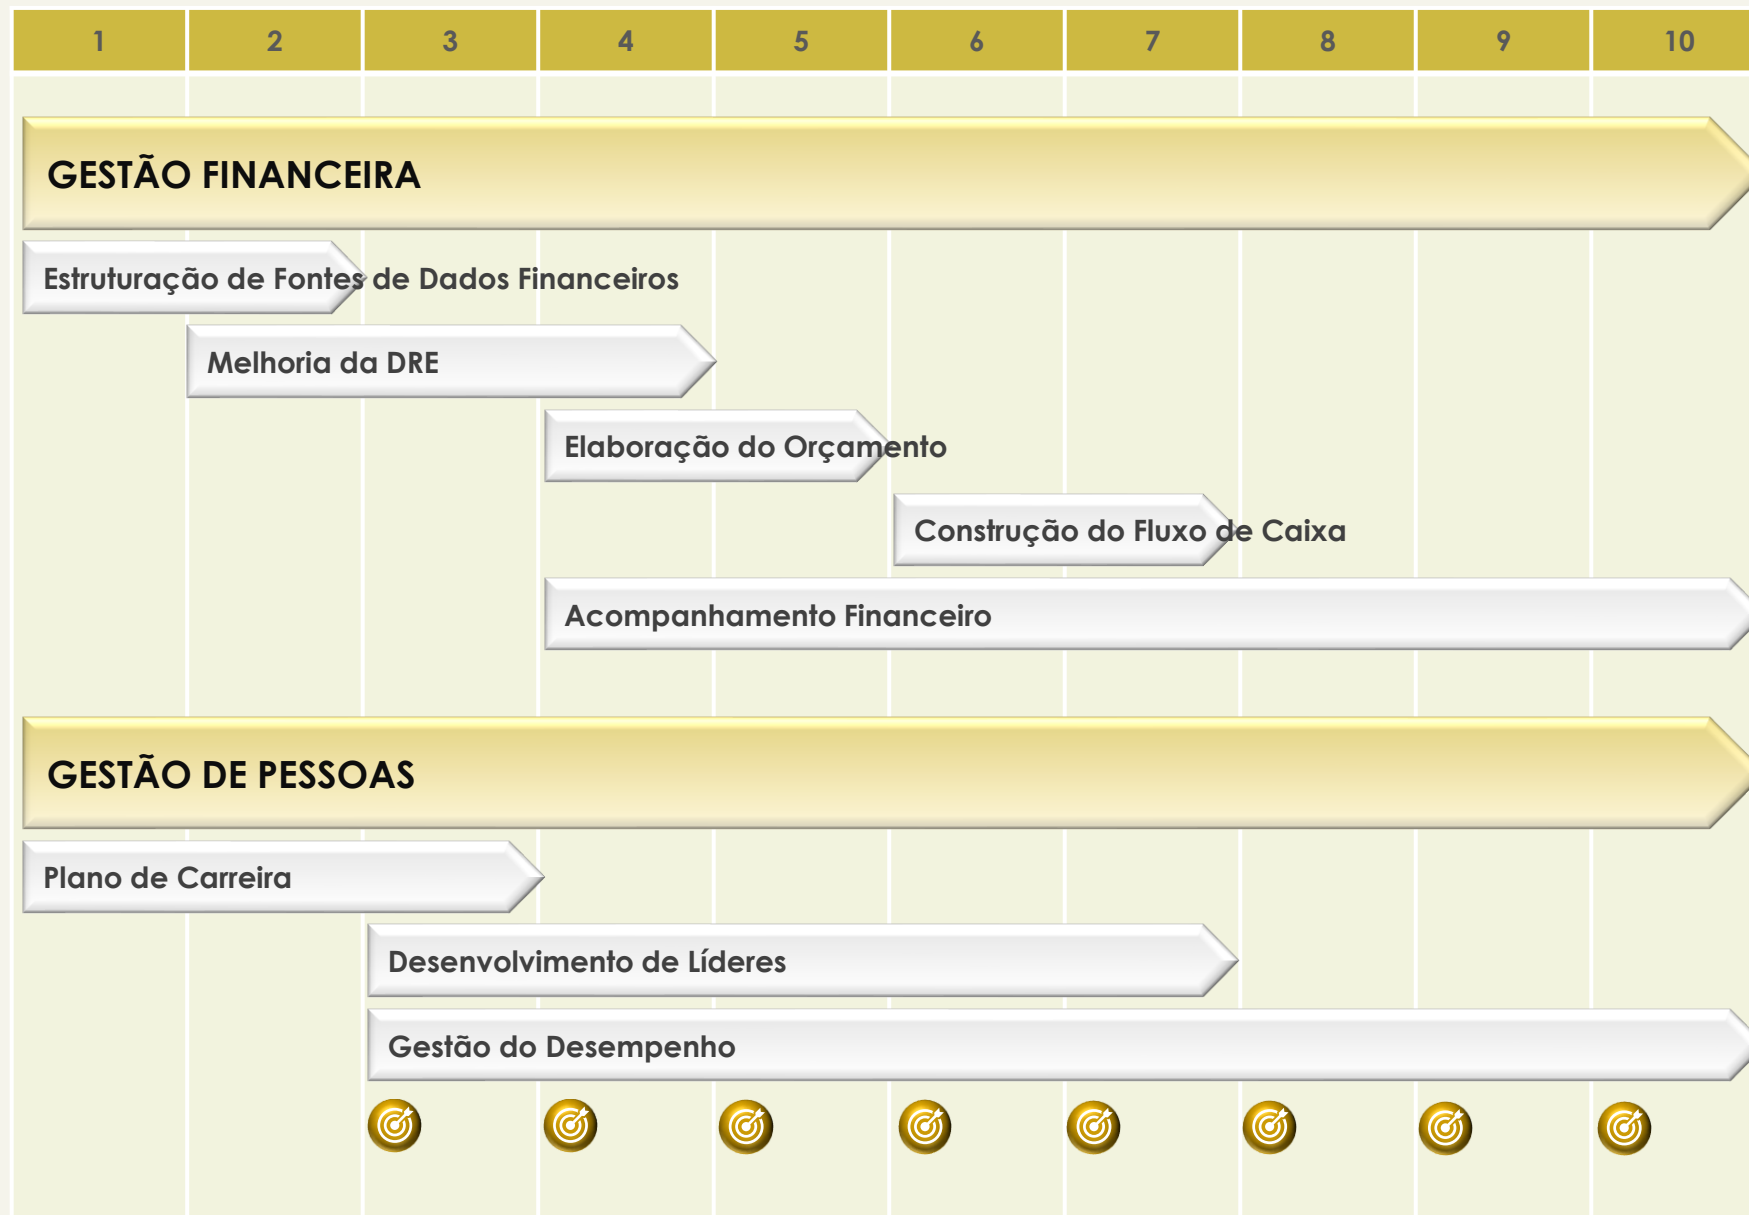 1 2 3 4 5 6 7 8 9 10
GESTÃO FINANCEIRA
Estruturação de Fontes de Dados Financeiros
Melhoria da DRE
Elaboração do Orçamento
Construção do Fluxo de Caixa
Acompanhamento Financeiro
GESTÃO DE PESSOAS
Plano de Carreira
Desenvolvimento de Líderes
Gestão do Desempenho